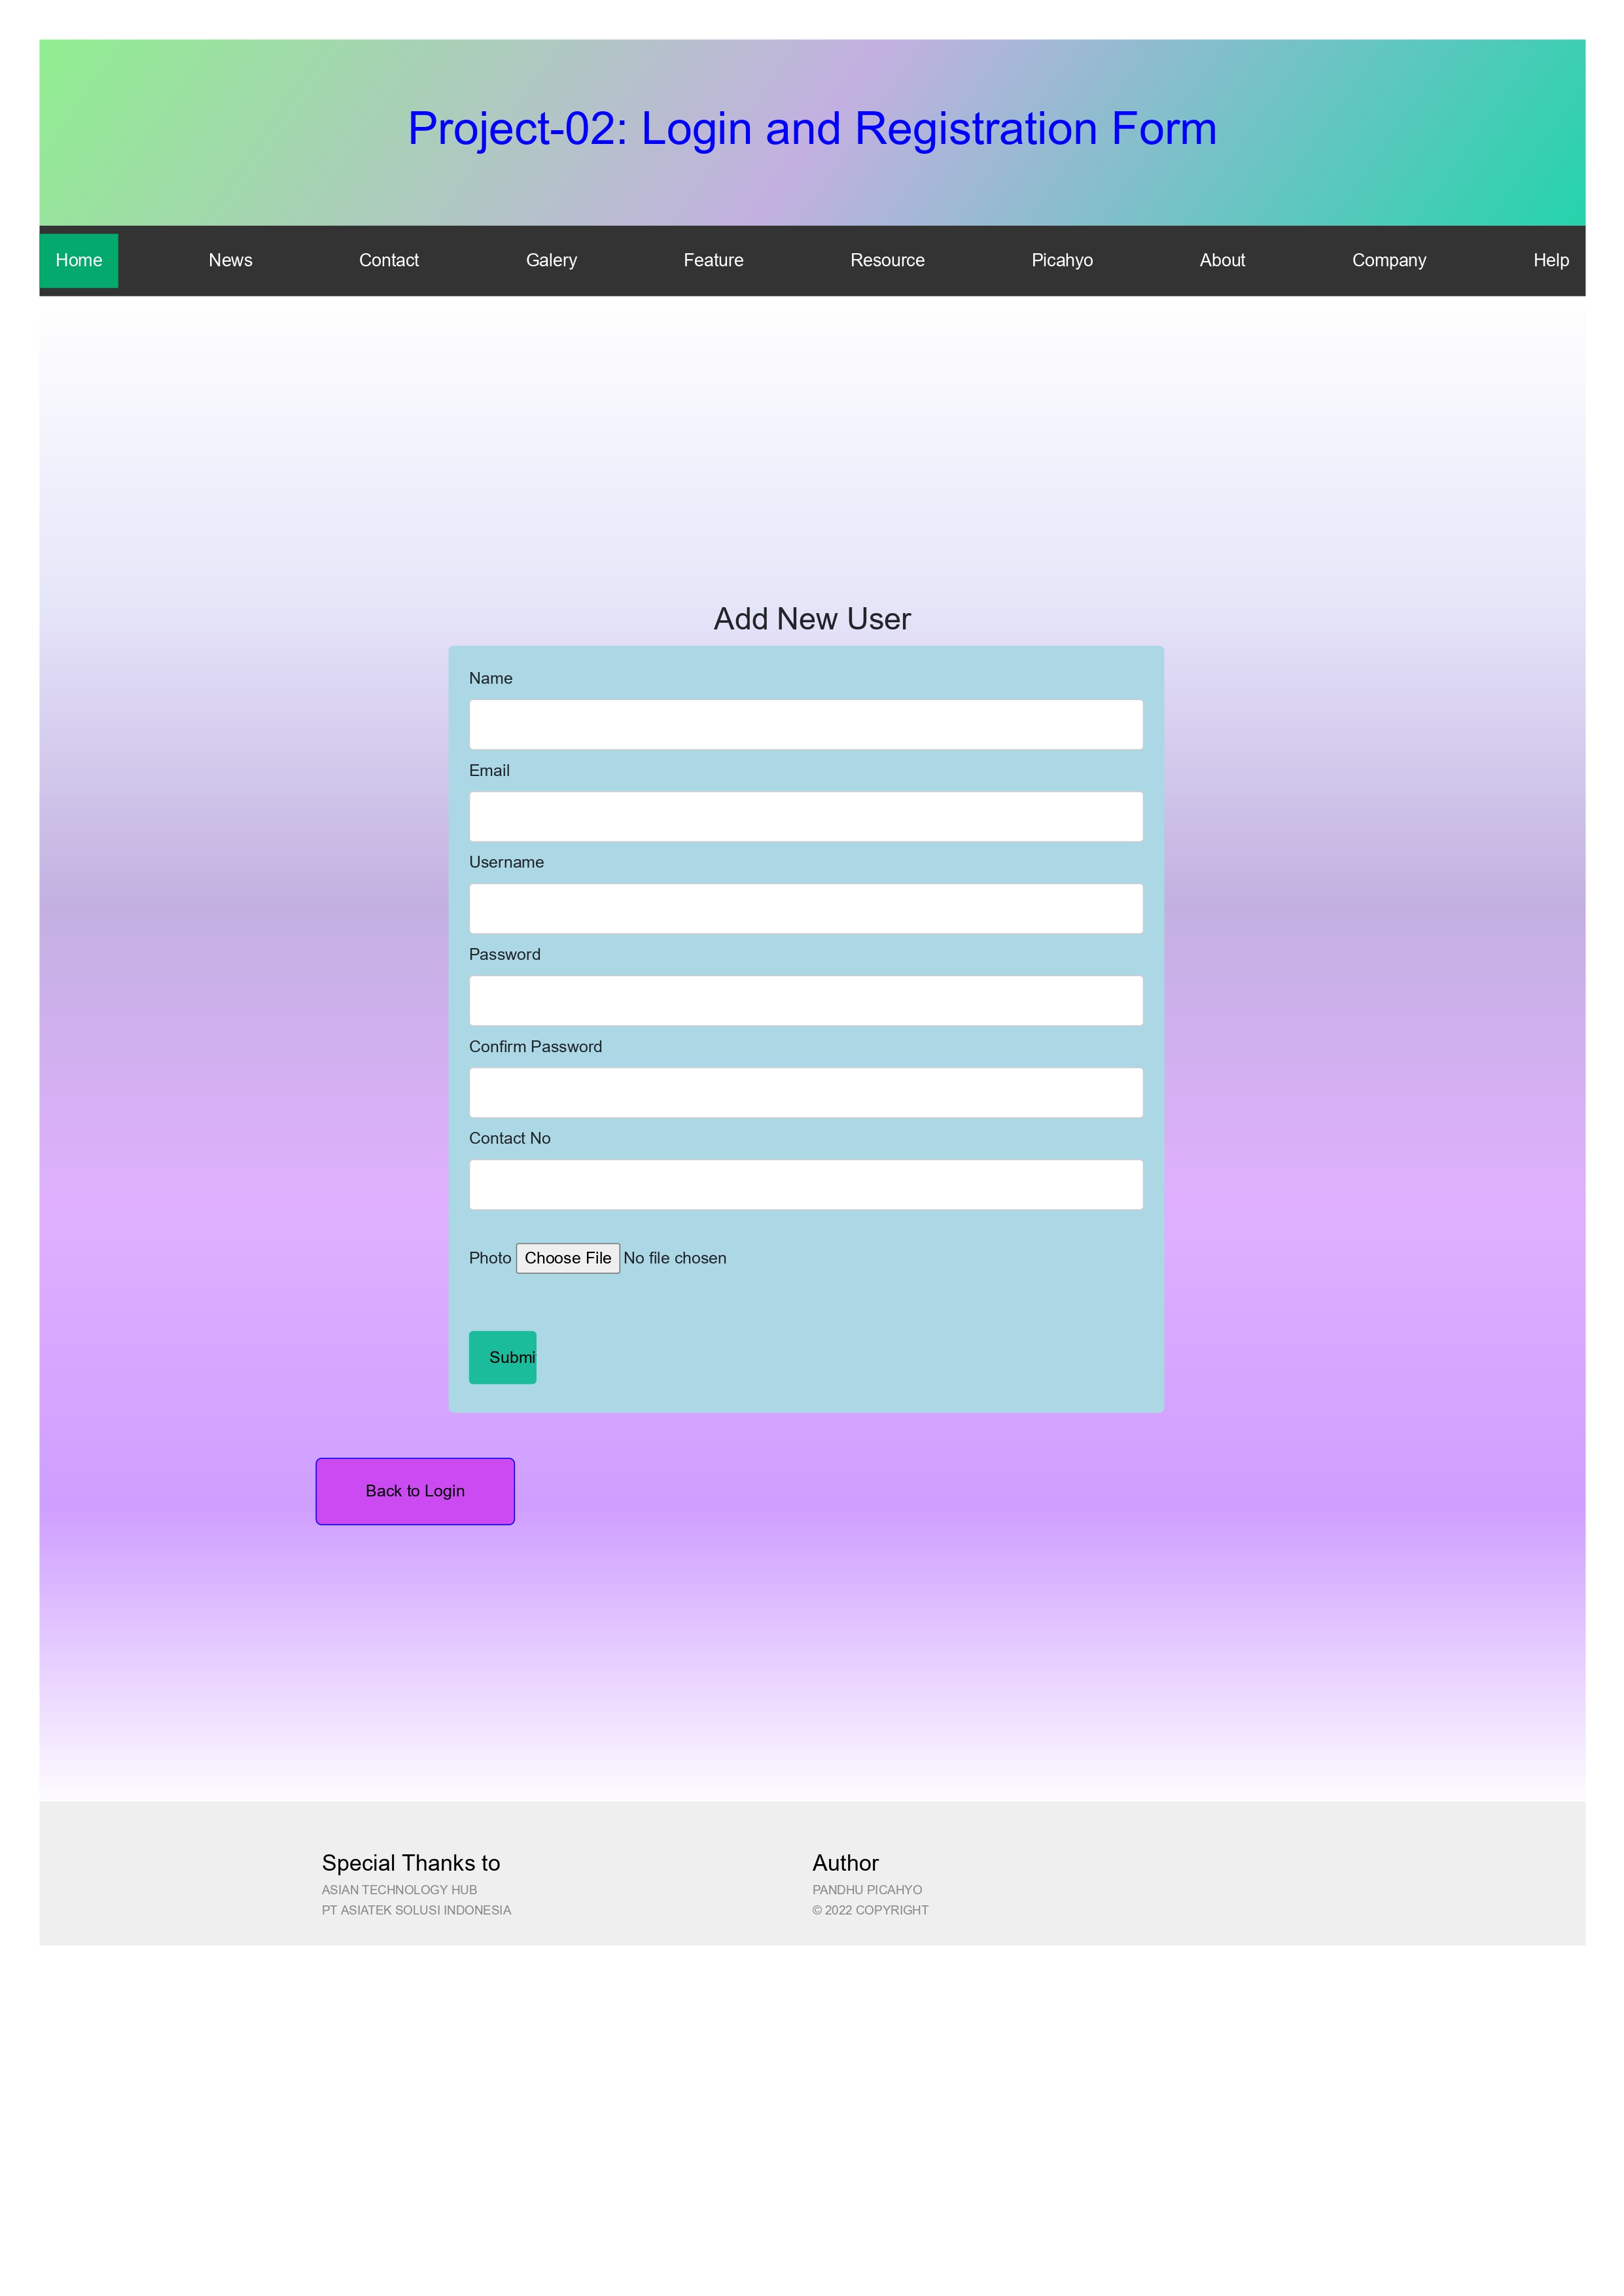 Project-02: Login and Registration Form
Home News Contact Galery Feature Resource Picahyo About Company Help
Add New User
Name
Email
Username
Password
Confirm Password
Contact No
Photo Choose File No file chosen
Submi
Back to Login
Special Thanks to
ASIAN TECHNOLOGY HUB
PT ASIATEK SOLUSI INDONESIA
Author
PANDHU PICAHYO
© 2022 COPYRIGHT